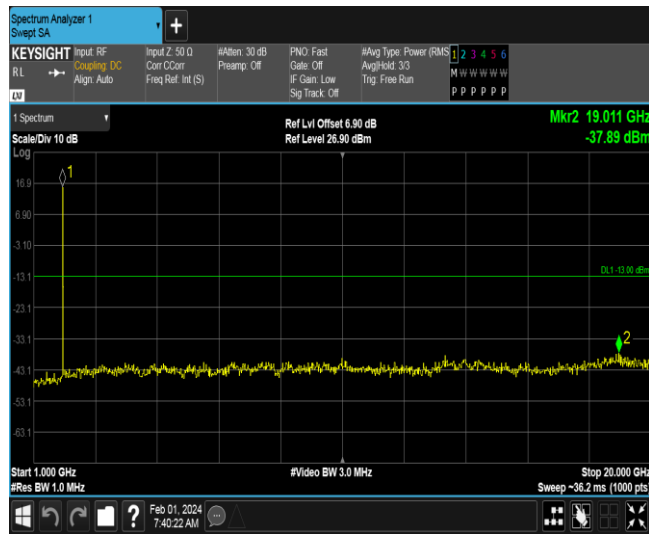 Spectrum Analyzer 1
Swept SA
KEYSIGHT
RL
LXI
Input: RF
Coupling: DC
Align: Auto
Input Z: 50 Ω
Corr CCorr
Freq Ref: Int (S)
#Atten: 30 dB
Preamp: Off
PNO: Fast
Gate: Off
IF Gain: Low
Sig Track: Off
#Avg Type: Power (RMS
Avg|Hold: 3/3
Trig: Free Run
1 2 3 4 5 6
M W W W W W
P P P P P P
1 Spectrum
Scale/Div 10 dB
Log
Ref Lvl Offset 6.90 dB
Ref Level 26.90 dBm
Mkr2 19.011 GHz
-37.89 dBm
1
16.9
6.90
-3.10
-13.1
DL1 -13.00 dBm
-23.1
-33.1
2
-43.1
-53.1
-63.1
Start 1.000 GHz
#Res BW 1.0 MHz
#Video BW 3.0 MHz
Stop 20.000 GHz
Sweep ~36.2 ms (1000 pts)
?
Feb 01, 2024
7:40:22 AM